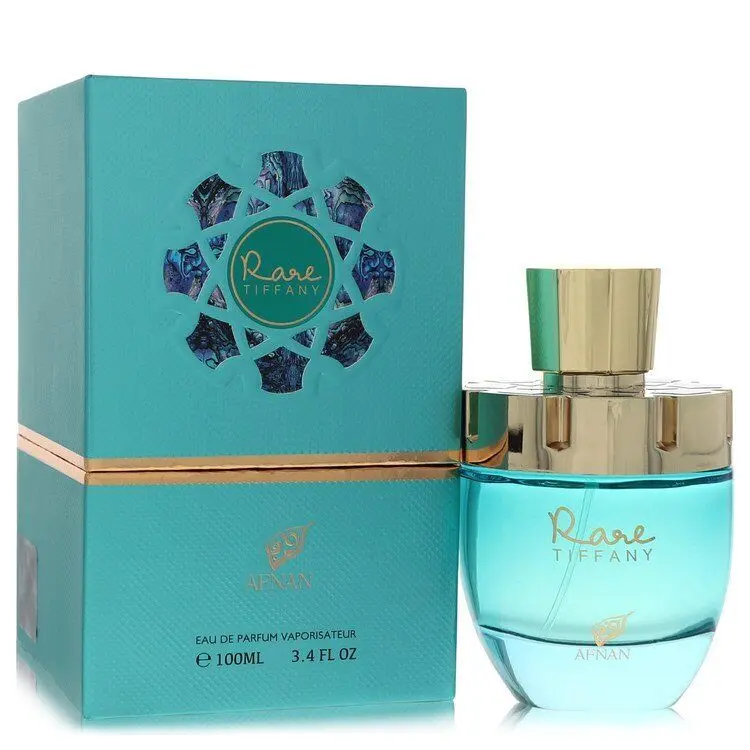 Rare
TIFFANY
AFNAN
EAU DE PARFUM VAPORISATEUR
℮ 100ML 3.4 FL OZ
Rare
TIFFANY
AFNAN